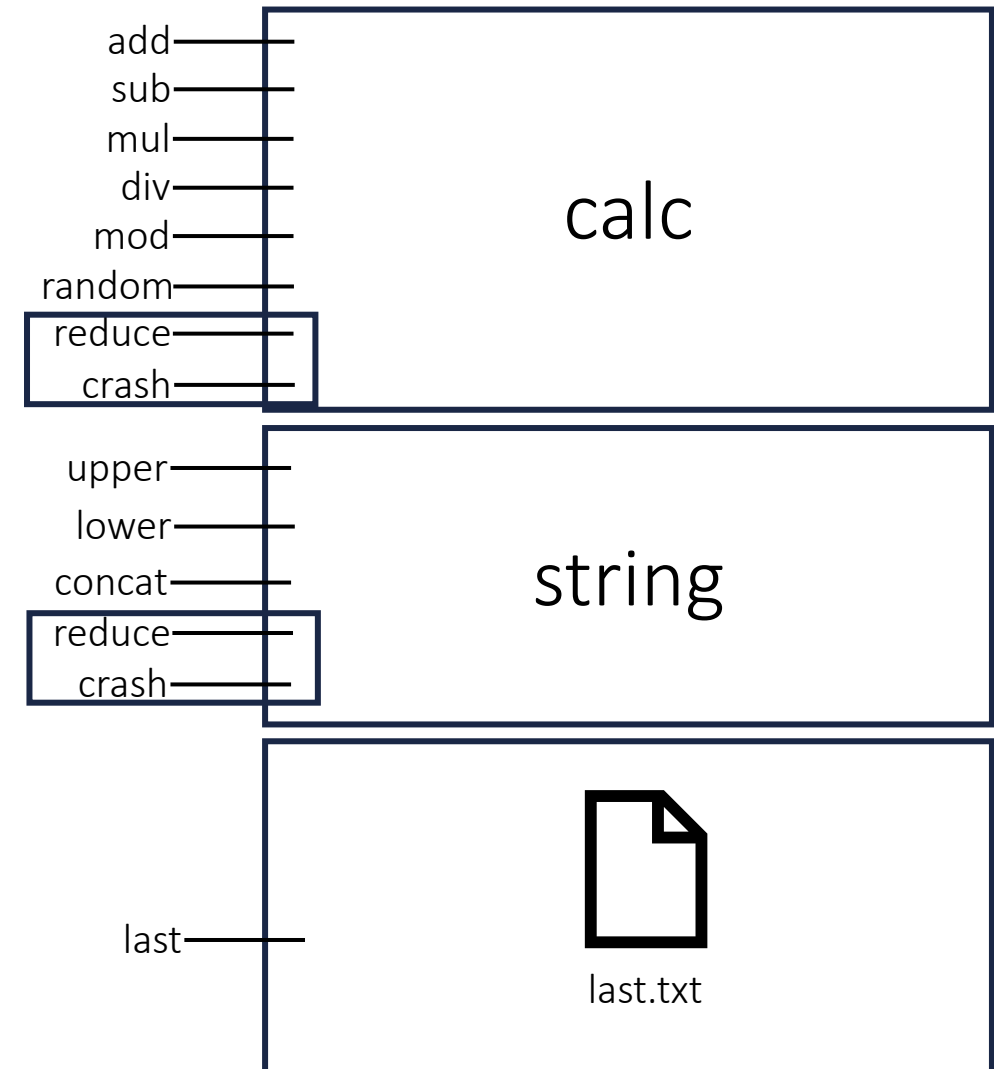 add
sub
mul
div
mod
random
reduce
crash
calc
upper
lower
concat
reduce
crash
string
last
last.txt